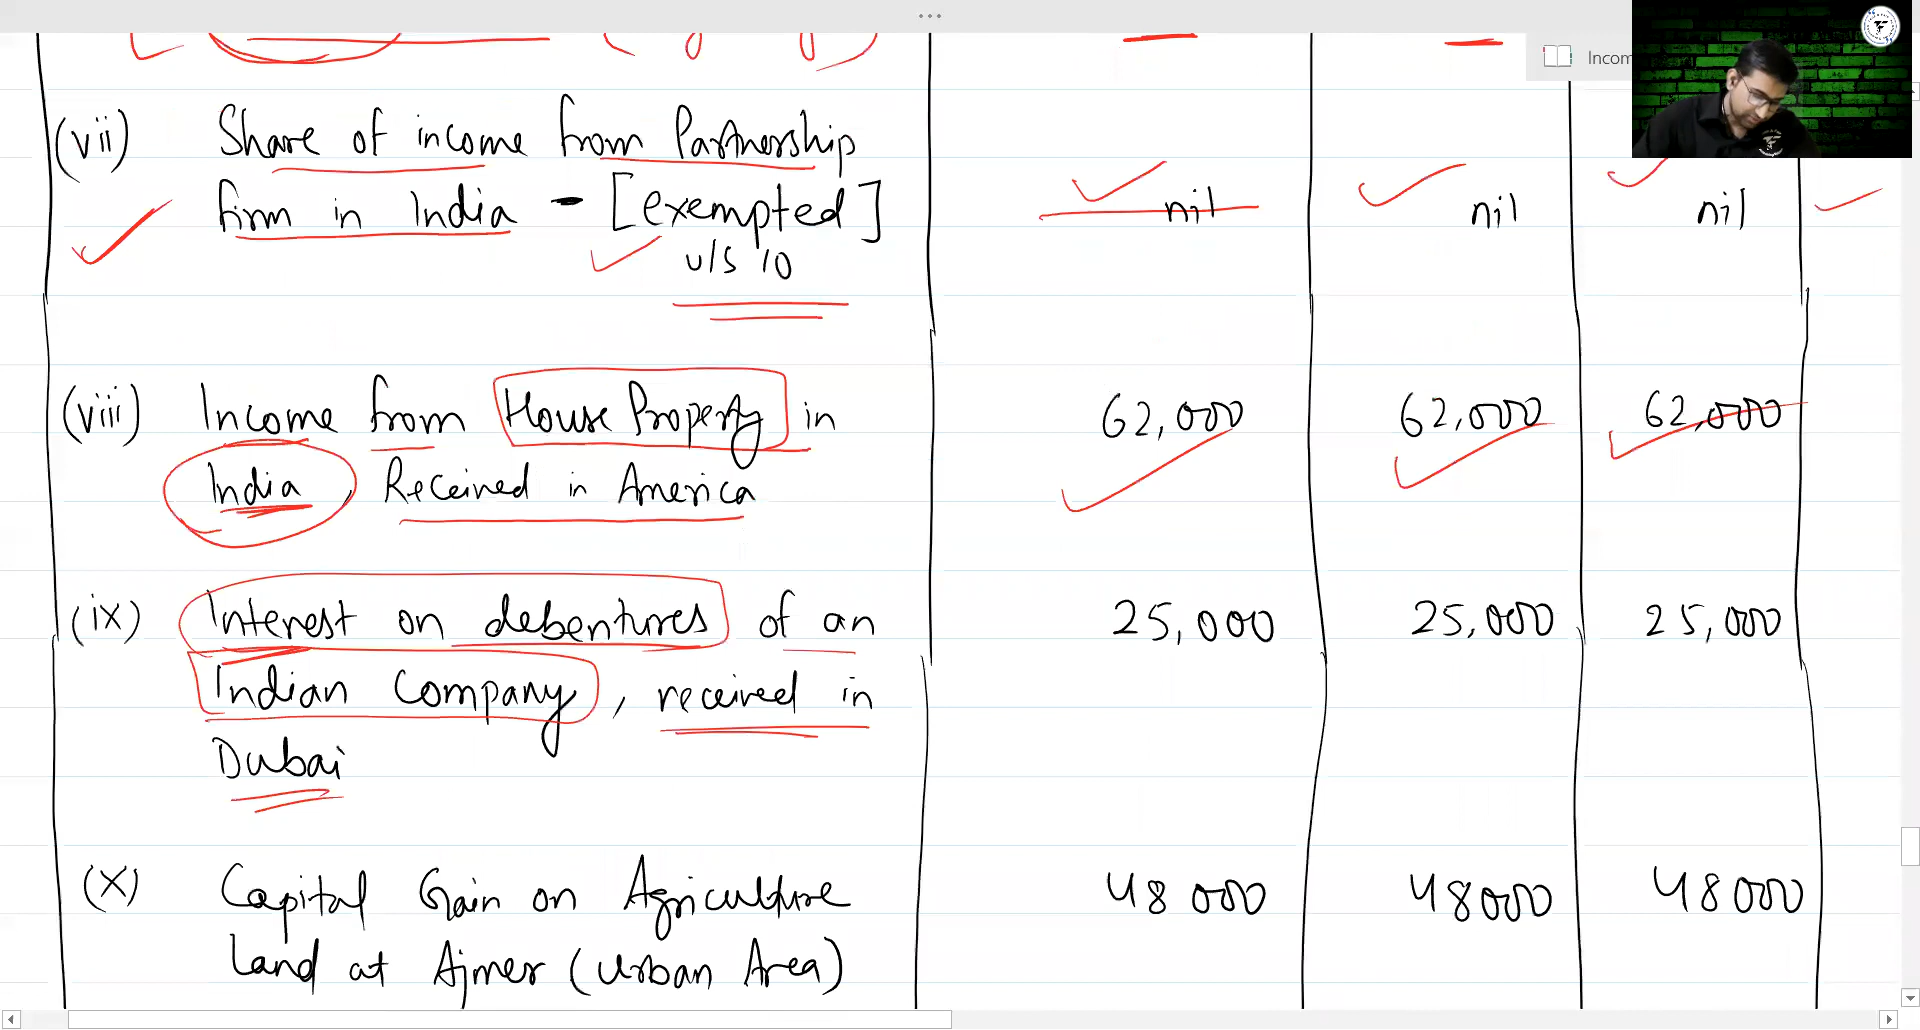 Incom
(vii) Share of income from Partnership
firm in India - [exempted] nil nil nil
u/s 10
(viii) Income from House Property in 62,000 62,000 62,000
India, Received in America
(ix) Interest on debentures of an 25,000 25,000 25,000
Indian Company, received in
Dubai
(X) Capital Gain on Agriculture 48000 48000 48000
Land at Ajmer (Urban Area)